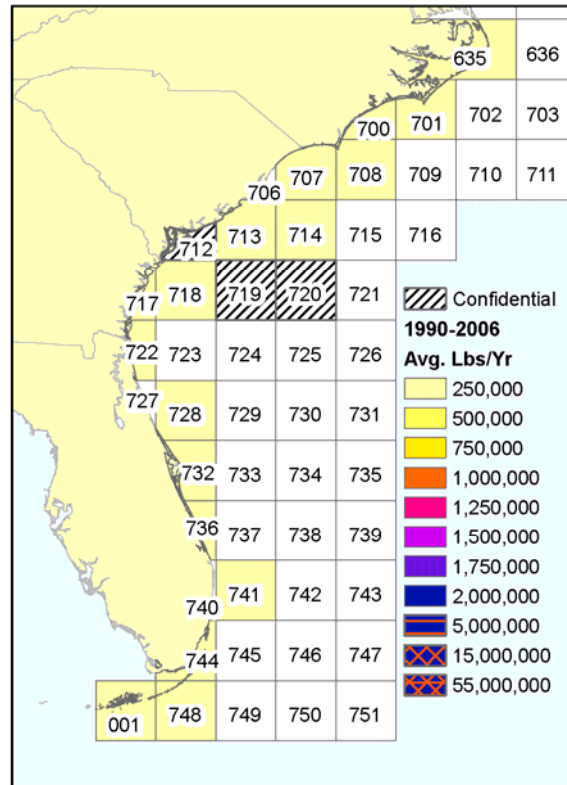 635 636
700 701 702 703
706 707 708 709 710 711
712 713 714 715 716
717 718 719 720 721
722 723 724 725 726
727 728 729 730 731
732 733 734 735
736 737 738 739
740 741 742 743
744 745 746 747
001 748 749 750 751
Confidential
1990-2006
Avg. Lbs/Yr
250,000
500,000
750,000
1,000,000
1,250,000
1,500,000
1,750,000
2,000,000
5,000,000
15,000,000
55,000,000